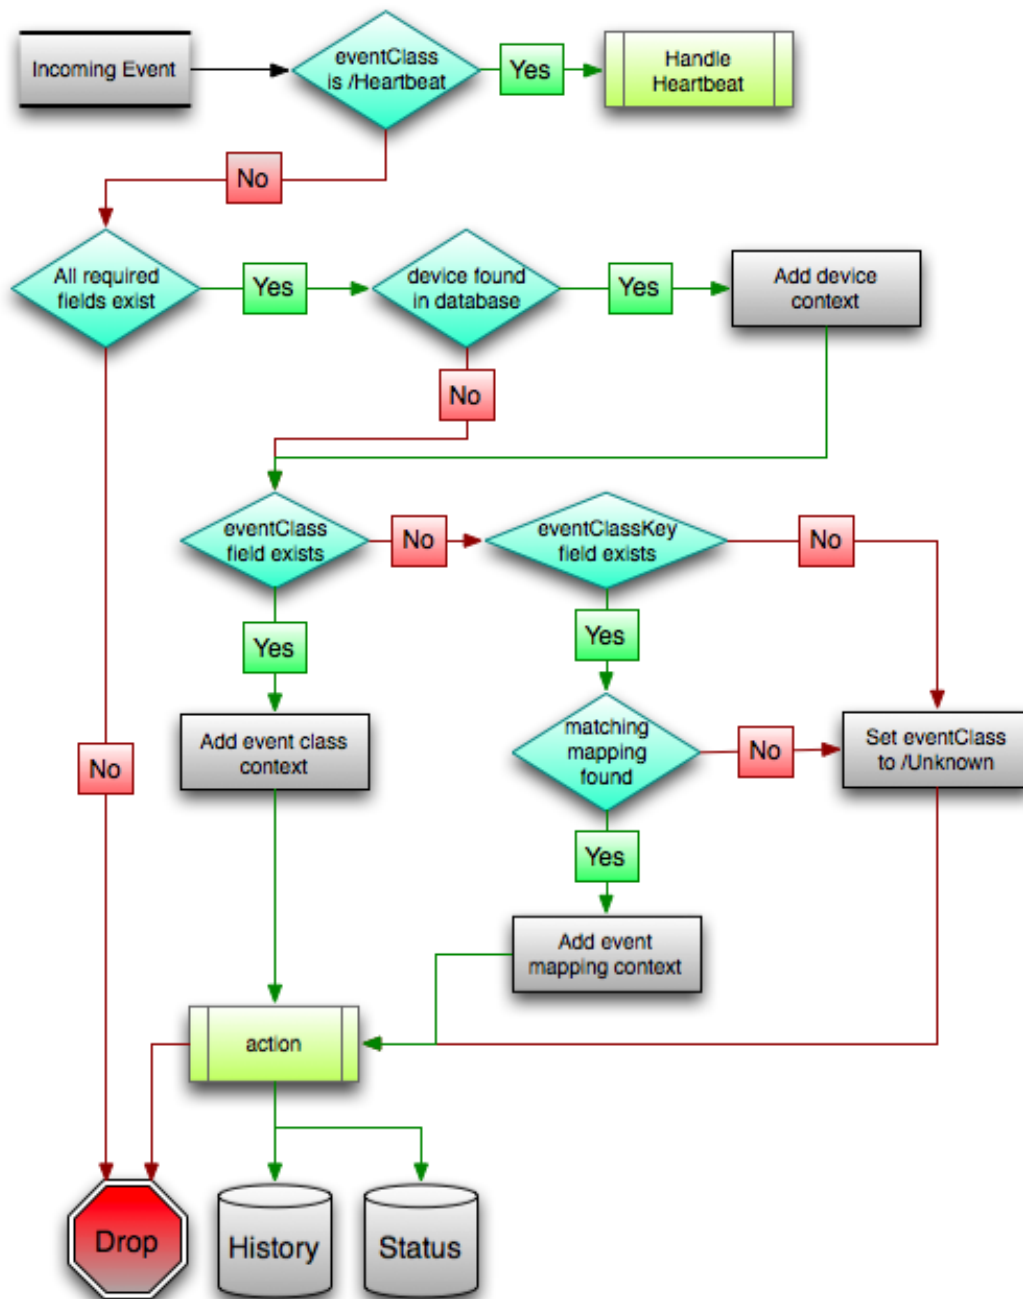 Incoming Event
eventClass
is /Heartbeat
Yes
Handle
Heartbeat
No
All required
fields exist
Yes
device found
in database
Yes
Add device
context
No
eventClass
field exists
No
eventClassKey
field exists
No
Yes
Yes
Add event class
context
matching
mapping
found
No
Set eventClass
to /Unknown
No
Yes
Add event
mapping context
action
Drop
History
Status